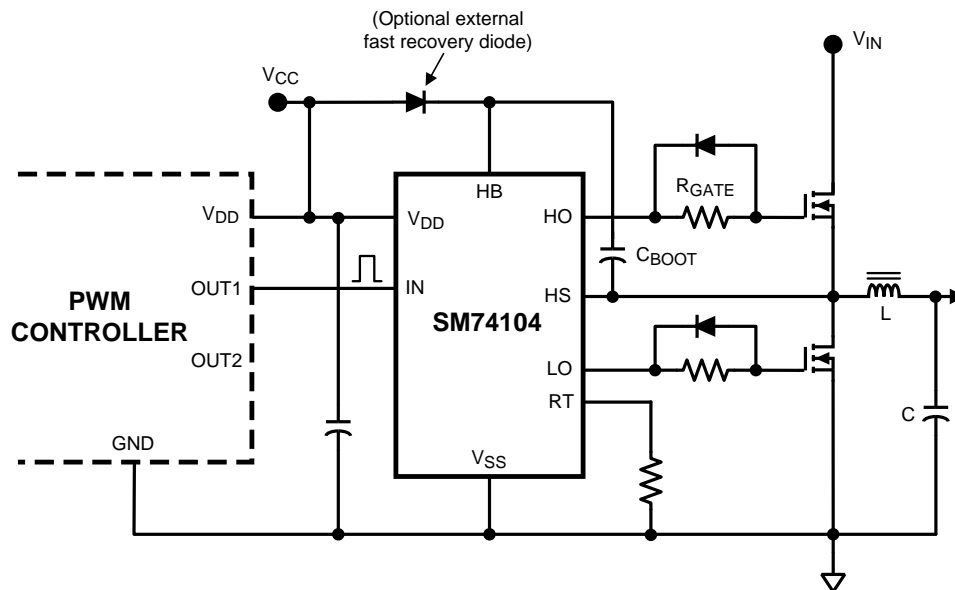 (Optional external
fast recovery diode)
VIN
VCC
HB
RGATE
VDD
VDD
HO
CBOOT
OUT1
IN
HS
PWM
CONTROLLER
SM74104
L
OUT2
LO
RT
C
GND
VSS